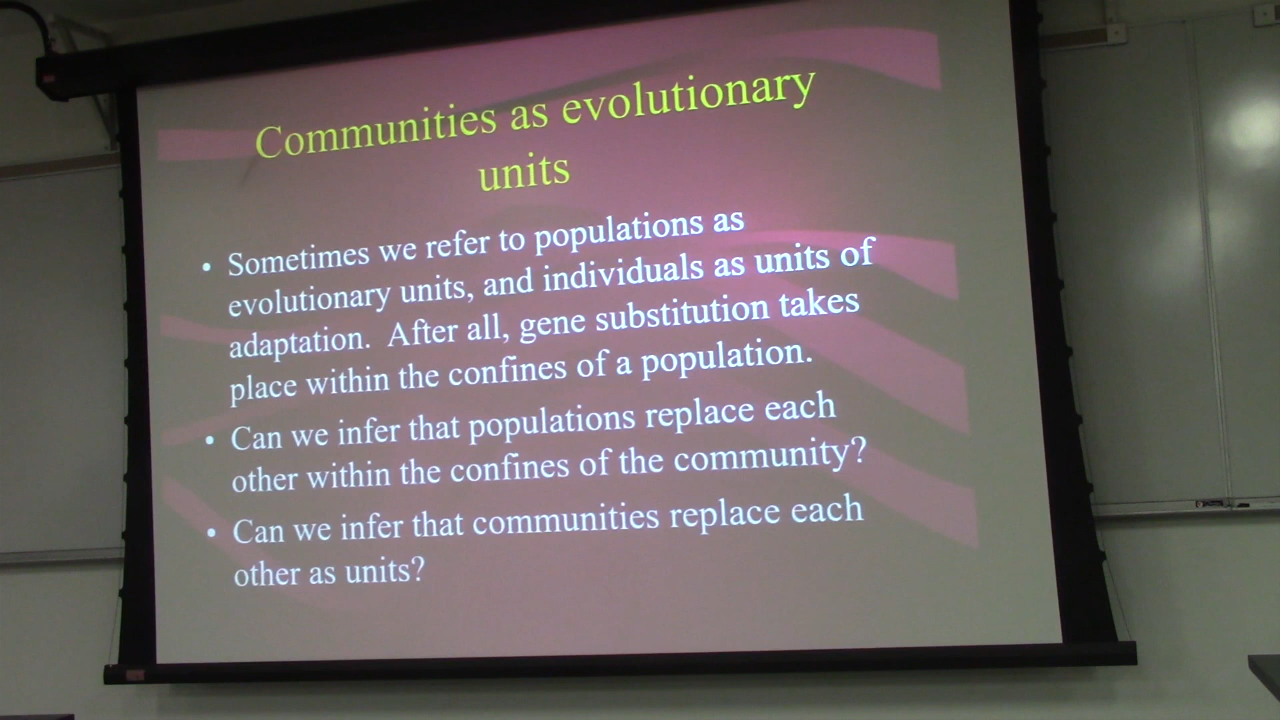 Communities as evolutionary
units
• Sometimes we refer to populations as
evolutionary units, and individuals as units of
adaptation. After all, gene substitution takes
place within the confines of a population.
• Can we infer that populations replace each
other within the confines of the community?
• Can we infer that communities replace each
other as units?